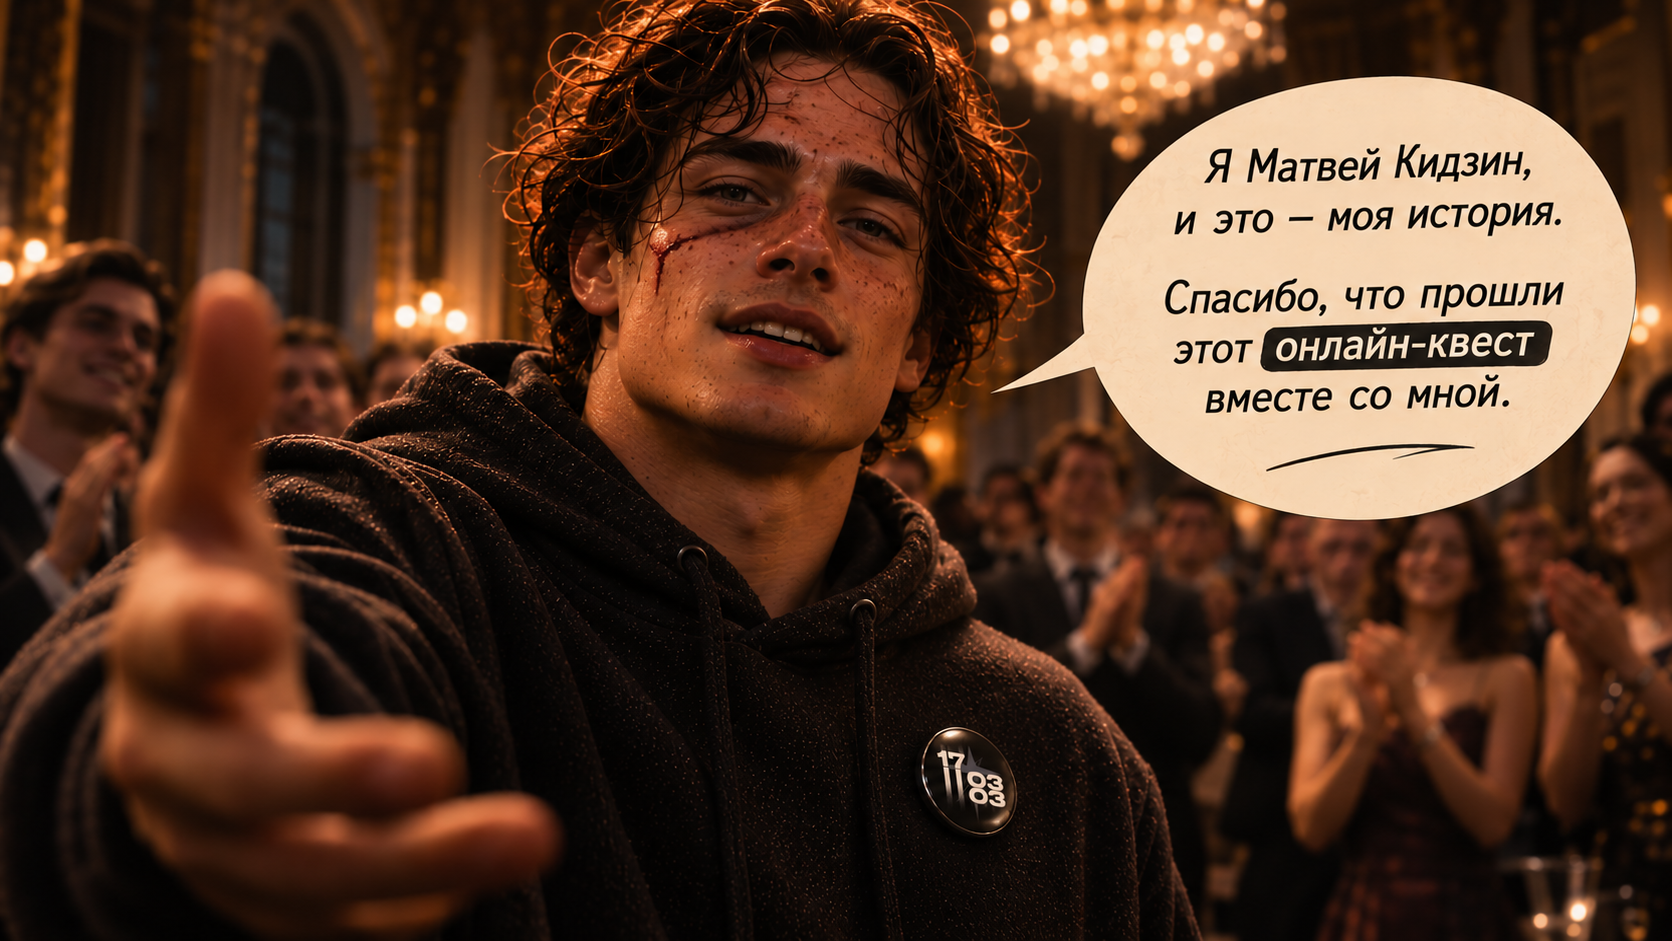 Я Матвей Кидзин,
и это – моя история.
Спасибо, что прошли
этот онлайн-квест
вместе со мной.
17
03
03